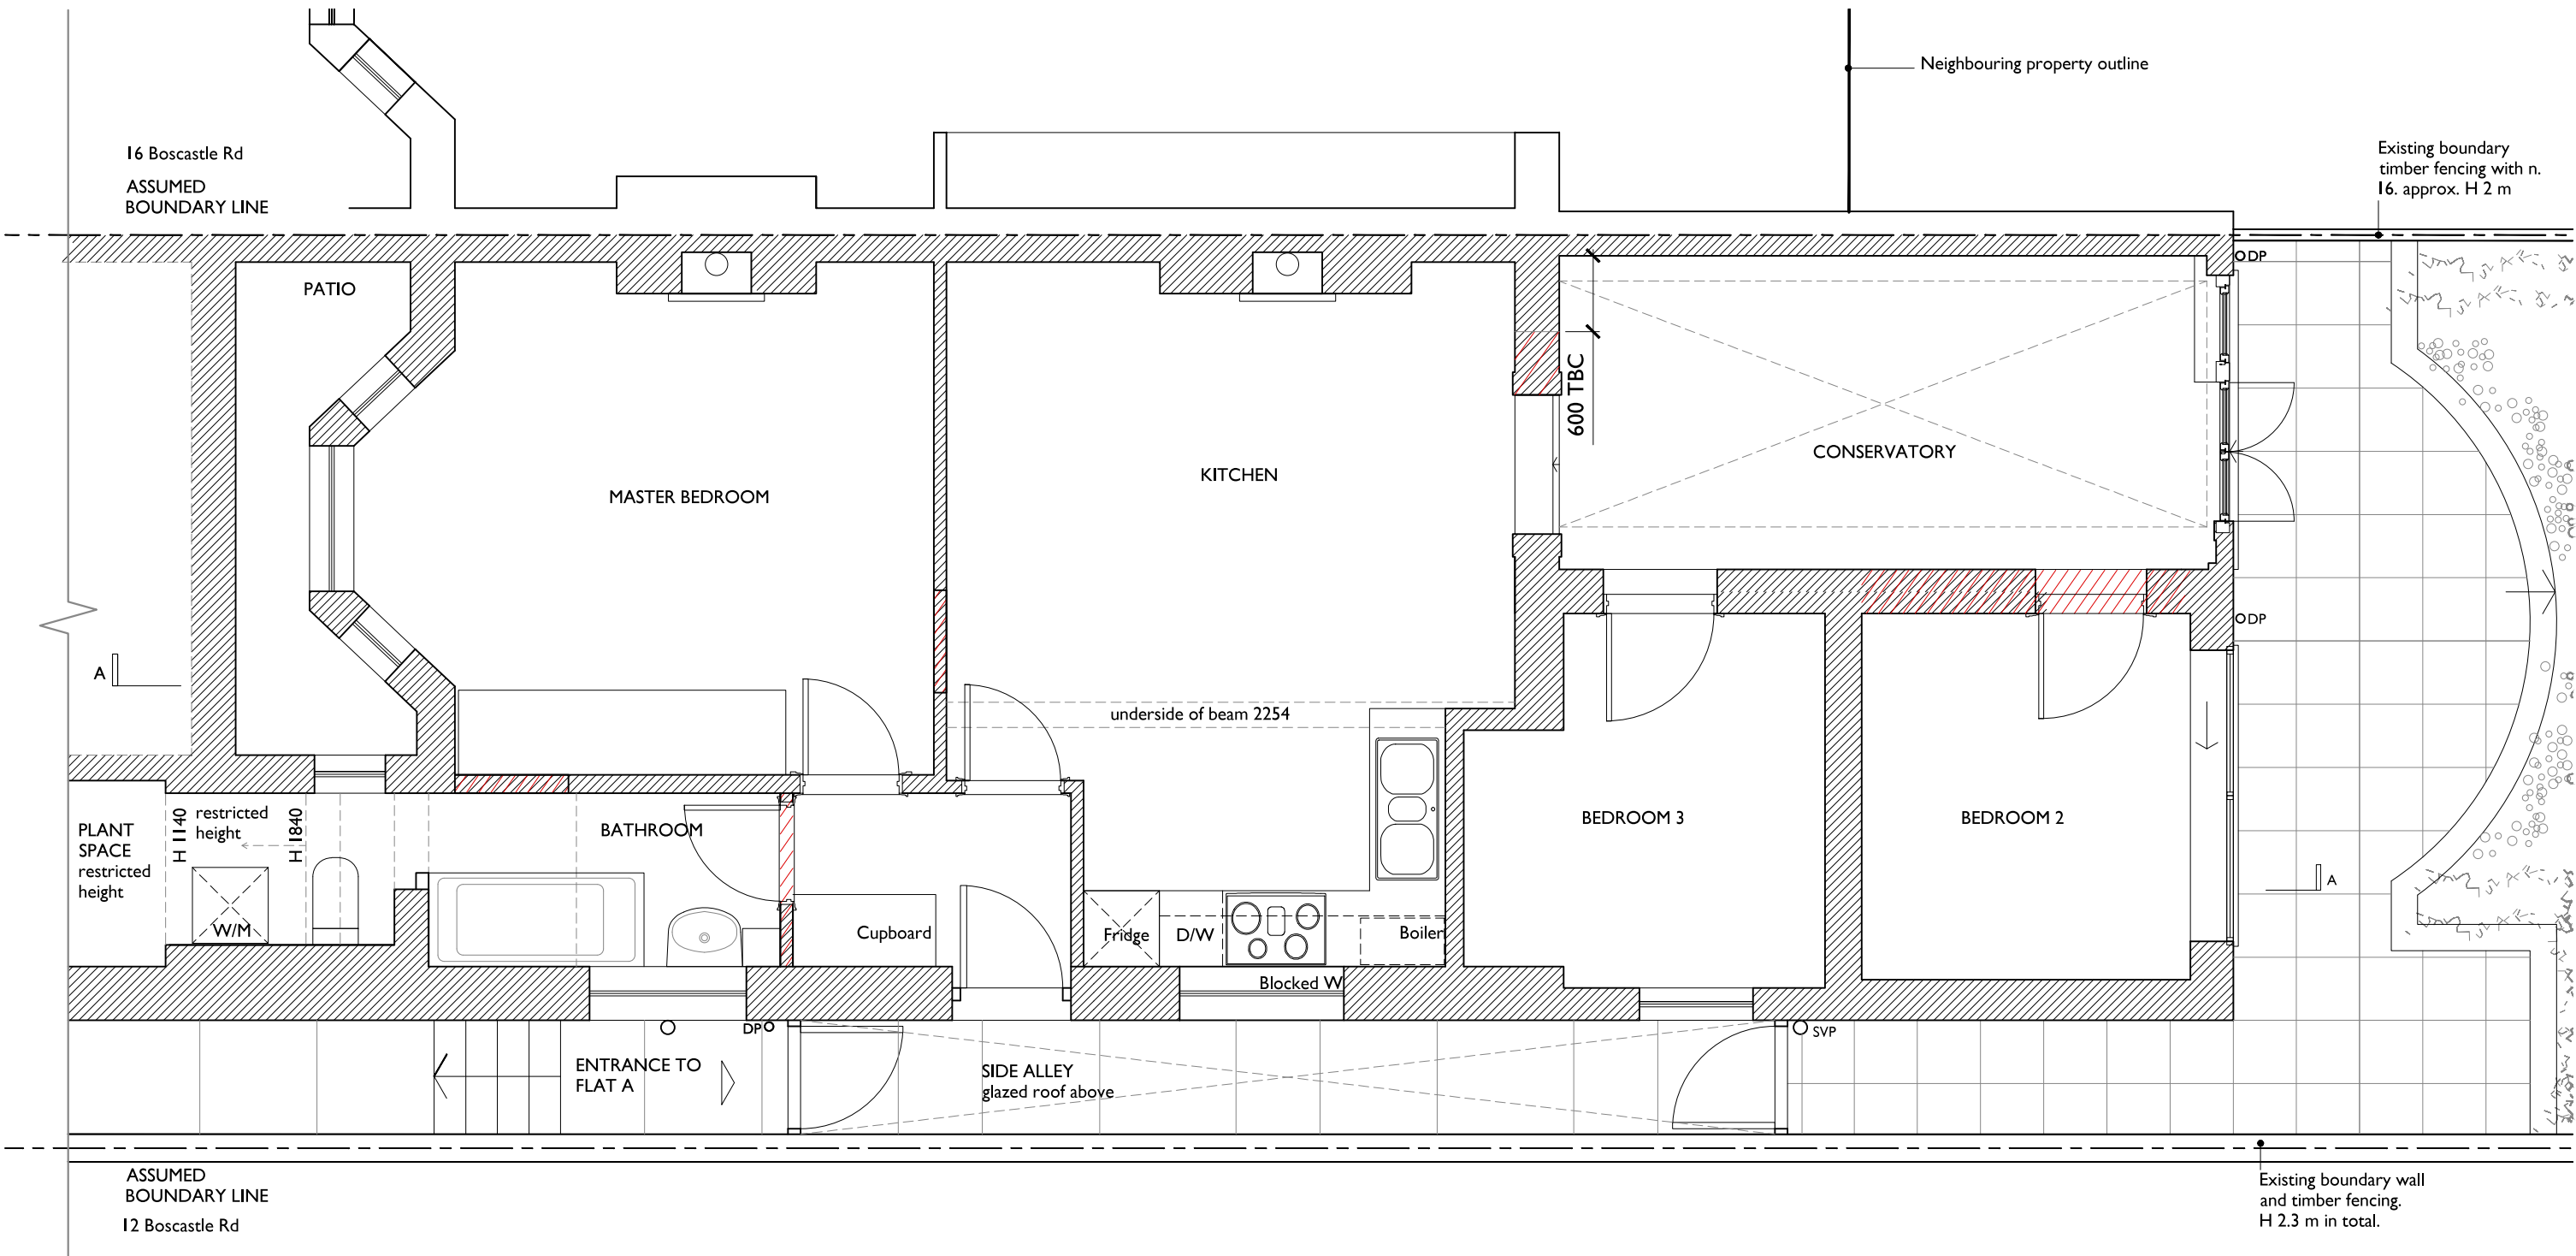 Neighbouring property outline
16 Boscastle Rd
ASSUMED
BOUNDARY LINE
Existing boundary
timber fencing with n.
16. approx. H 2 m
PATIO
DP
600 TBC
CONSERVATORY
KITCHEN
MASTER BEDROOM
DP
A
underside of beam 2254
PLANT
SPACE
restricted
height
H 1140
restricted
height
H 1840
BATHROOM
BEDROOM 3
BEDROOM 2
A
W/M
Cupboard
Fridge
D/W
Boiler
Blocked W
DP
SVP
ENTRANCE TO
FLAT A
SIDE ALLEY
glazed roof above
ASSUMED
BOUNDARY LINE
12 Boscastle Rd
Existing boundary wall
and timber fencing.
H 2.3 m in total.